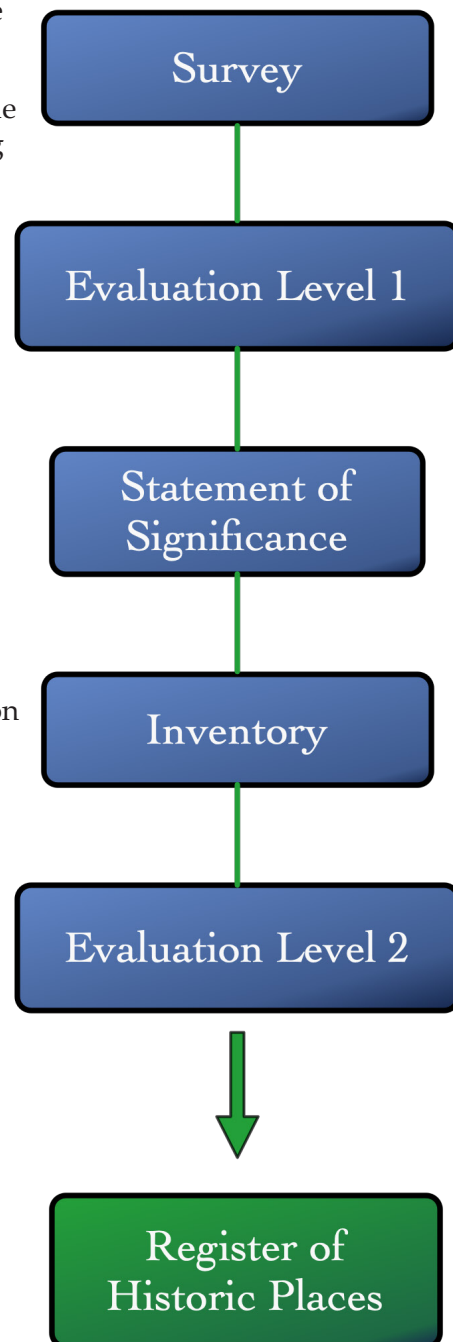 Survey
Evaluation Level 1
Statement of
Significance
Inventory
Evaluation Level 2
Register of
Historic Places